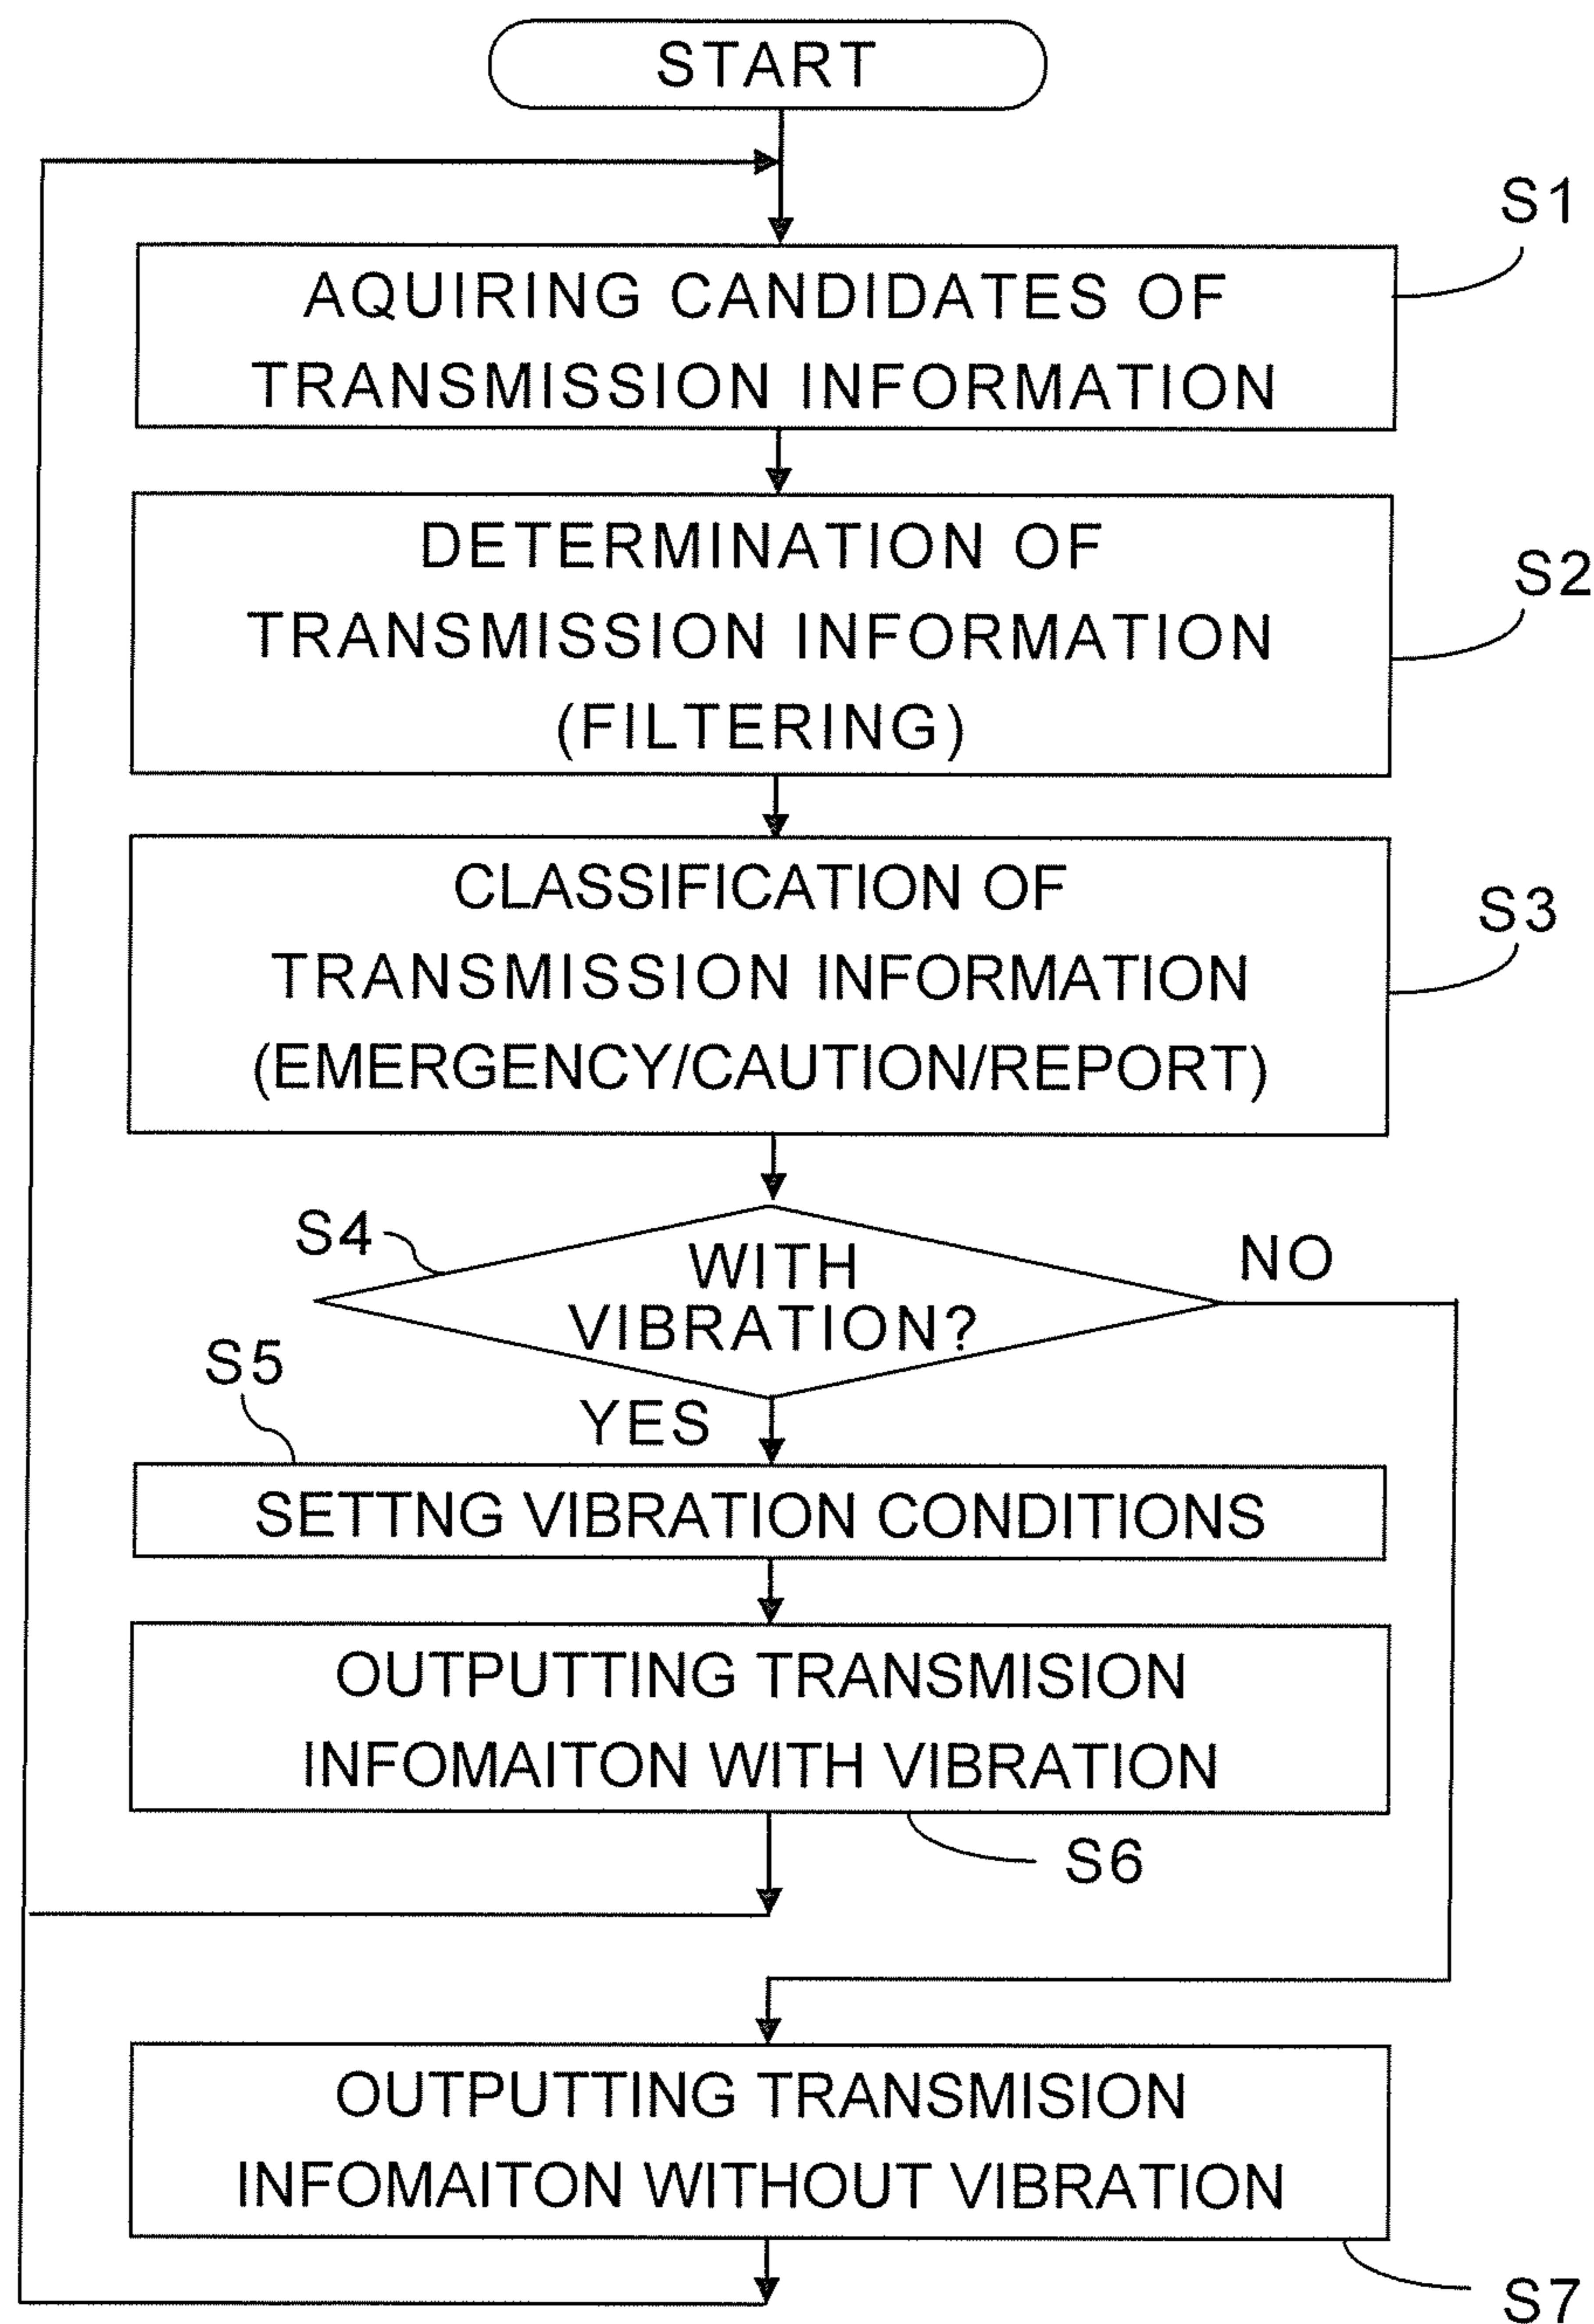 START
S1
AQUIRING CANDIDATES OF
TRANSMISSION INFORMATION
DETERMINATION OF
S2
TRANSMISSION INFORMATION
(FILTERING)
CLASSIFICATION OF
S3
TRANSMISSION INFORMATION
(EMERGENCY/CAUTION/REPORT)
S4
WITH
NO
VIBRATION?
S5
YES
SETTNG VIBRATION CONDITIONS
OUTPUTTING TRANSMISION
INFOMAITON WITH VIBRATION
S6
OUTPUTTING TRANSMISION
INFOMAITON WITHOUT VIBRATION
S7